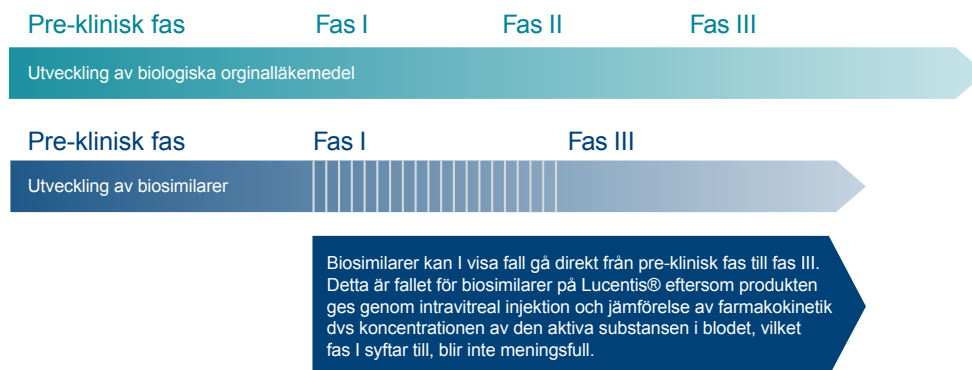 Pre-klinisk fas Fas I Fas II Fas III
Utveckling av biologiska orginalläkemedel
Pre-klinisk fas Fas I Fas III
Utveckling av biosimilarer
Biosimilarer kan I visa fall gå direkt från pre-klinisk fas till fas III.
Detta är fallet för biosimilarer på Lucentis® eftersom produkten
ges genom intravitreal injektion och jämförelse av farmakokinetik
dvs koncentrationen av den aktiva substansen i blodet, vilket
fas I syftar till, blir inte meningsfull.